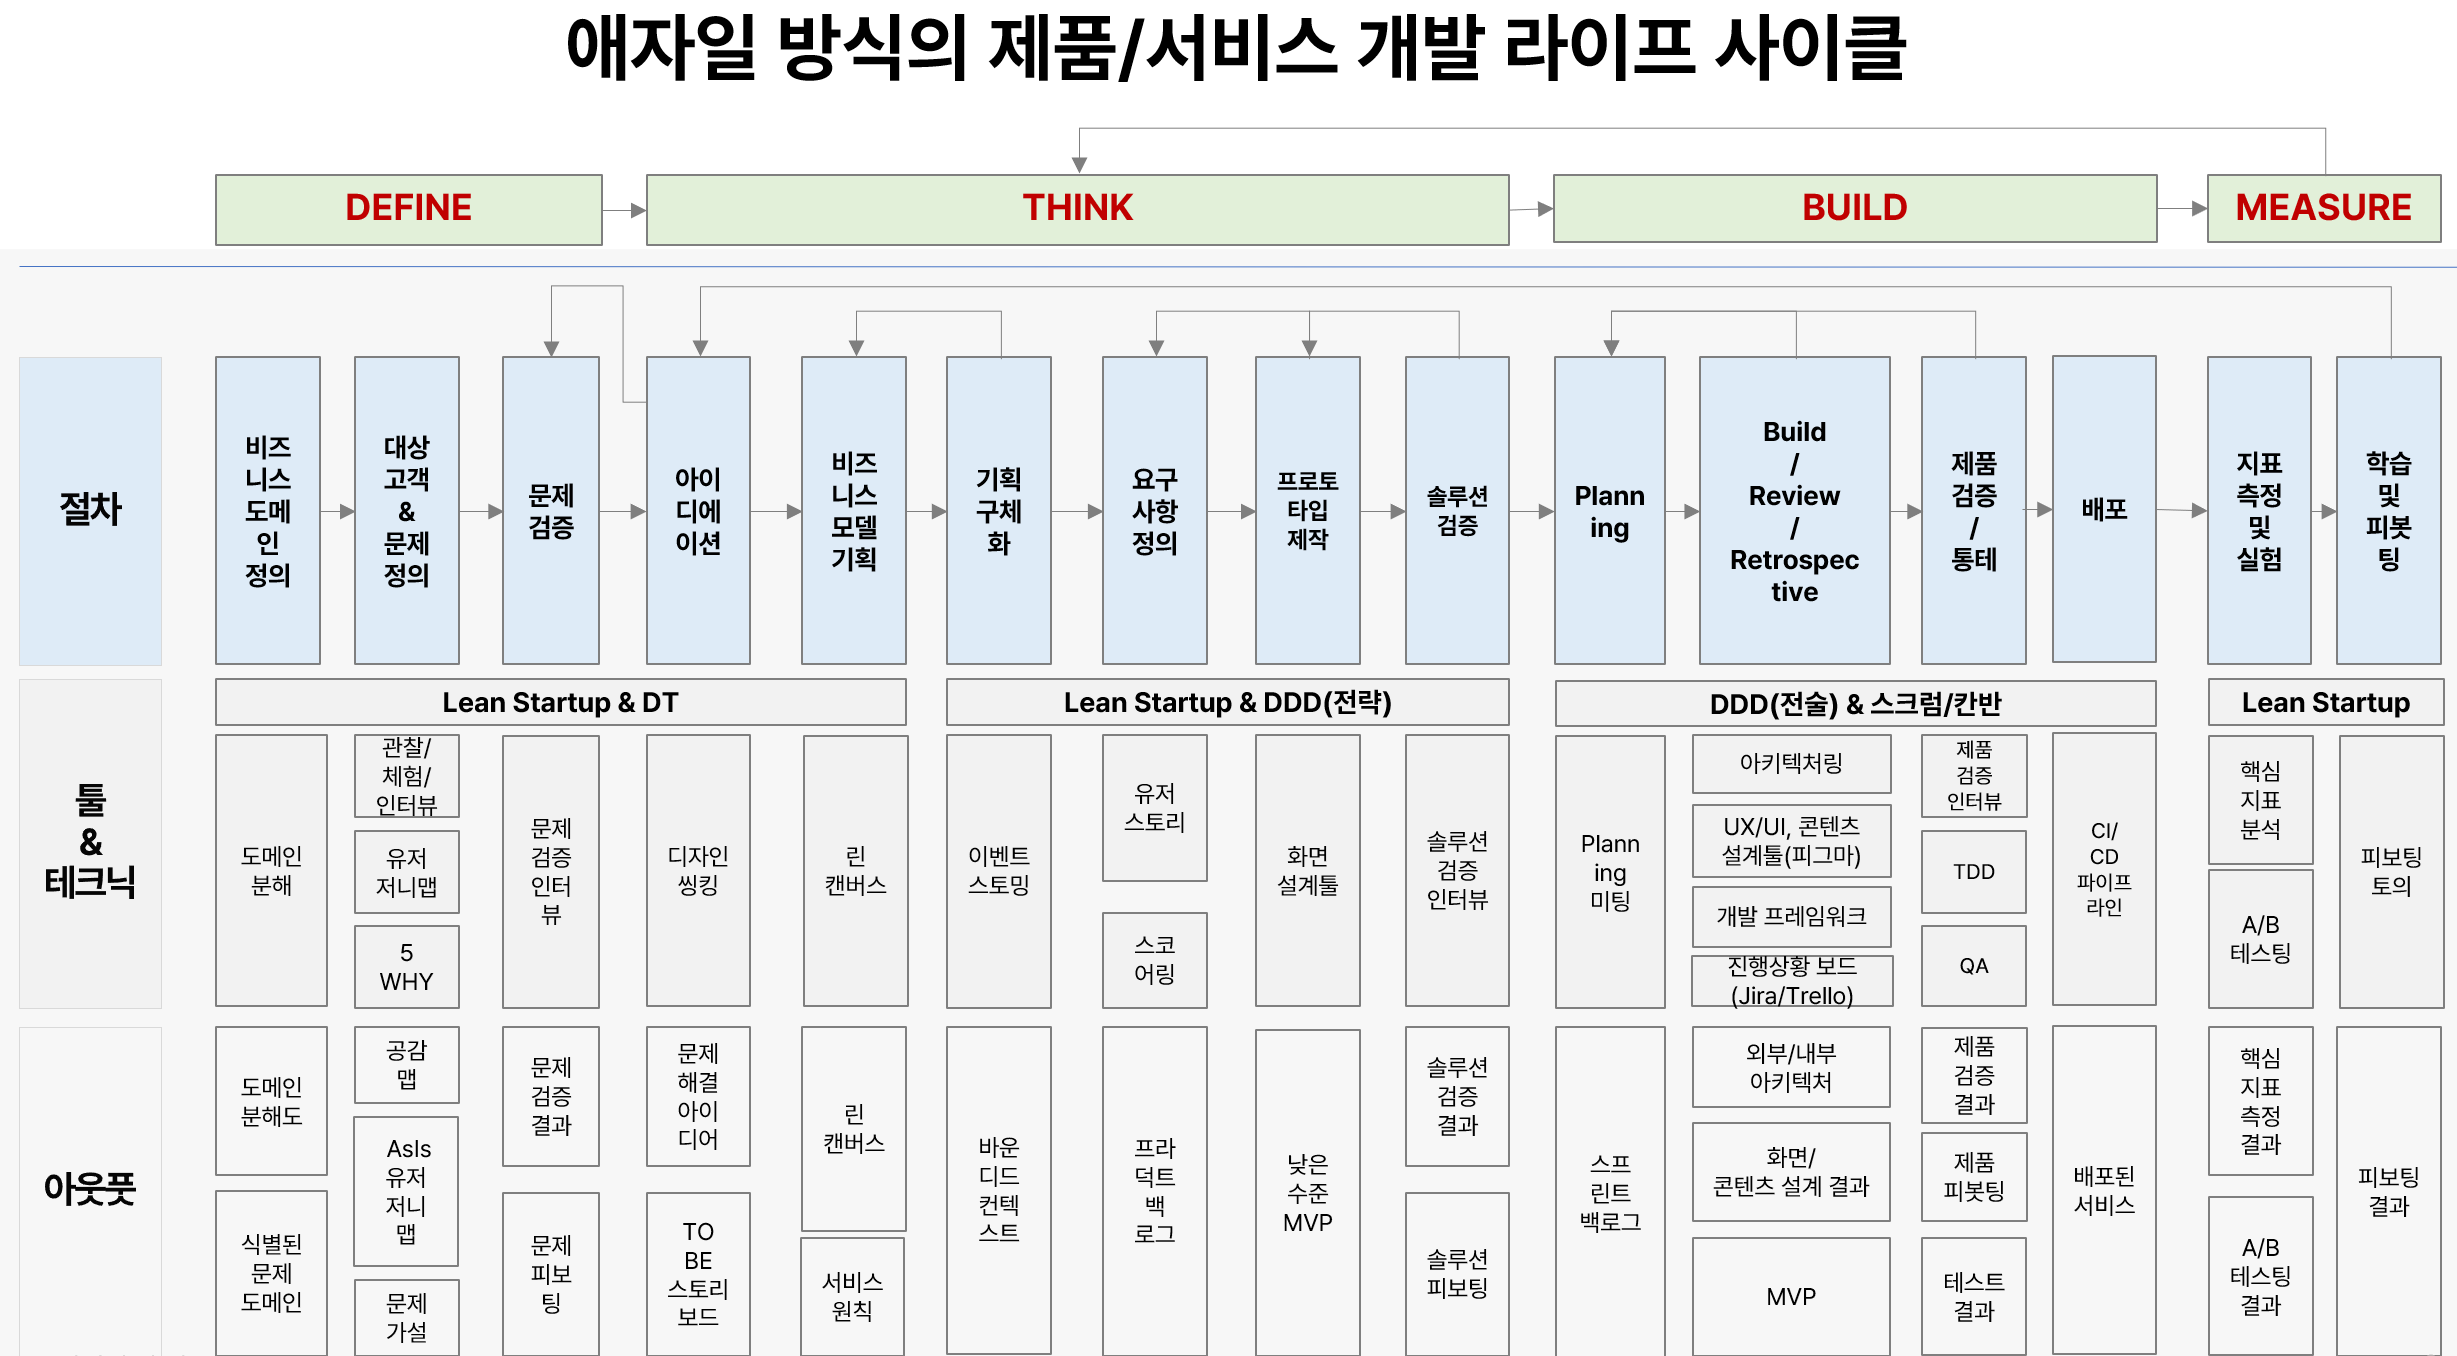 애자일 방식의 제품/서비스 개발 라이프 사이클
DEFINE
THINK
BUILD
MEASURE
절차
비즈
니스
도메
인
정의
대상
고객
&
문제
정의
문제
검증
아이
디에
이션
비즈
니스
모델
기획
기획
구체
화
요구
사항
정의
프로토
타입
제작
솔루션
검증
Plann
ing
Build
/
Review
/
Retrospec
tive
제품
검증
/
통테
배포
지표
측정
및
실험
학습
및
피봇
팅
툴
&
테크닉
Lean Startup & DT
Lean Startup & DDD(전략)
DDD(전술) & 스크럼/칸반
Lean Startup
도메인
분해
관찰/
체험/
인터뷰
유저
저니맵
5
WHY
문제
검증
인터
뷰
디자인
씽킹
린
캔버스
이벤트
스토밍
유저
스토리
스코
어링
화면
설계툴
솔루션
검증
인터뷰
Plann
ing
미팅
아키텍처링
UX/UI, 콘텐츠
설계툴(피그마)
개발 프레임워크
진행상황 보드
(Jira/Trello)
제품
검증
인터뷰
TDD
QA
CI/
CD
파이프
라인
핵심
지표
분석
A/B
테스팅
피보팅
토의
아웃풋
도메인
분해도
식별된
문제
도메인
공감
맵
AsIs
유저
저니
맵
문제
가설
문제
검증
결과
문제
피보
팅
문제
해결
아이
디어
TO
BE
스토리
보드
린
캔버스
서비스
원칙
바운
디드
컨텍
스트
프라
덕트
백
로그
낮은
수준
MVP
솔루션
검증
결과
솔루션
피보팅
스프
린트
백로그
외부/내부
아키텍처
화면/
콘텐츠 설계 결과
MVP
제품
검증
결과
제품
피봇팅
테스트
결과
배포된
서비스
핵심
지표
측정
결과
A/B
테스팅
결과
피보팅
결과